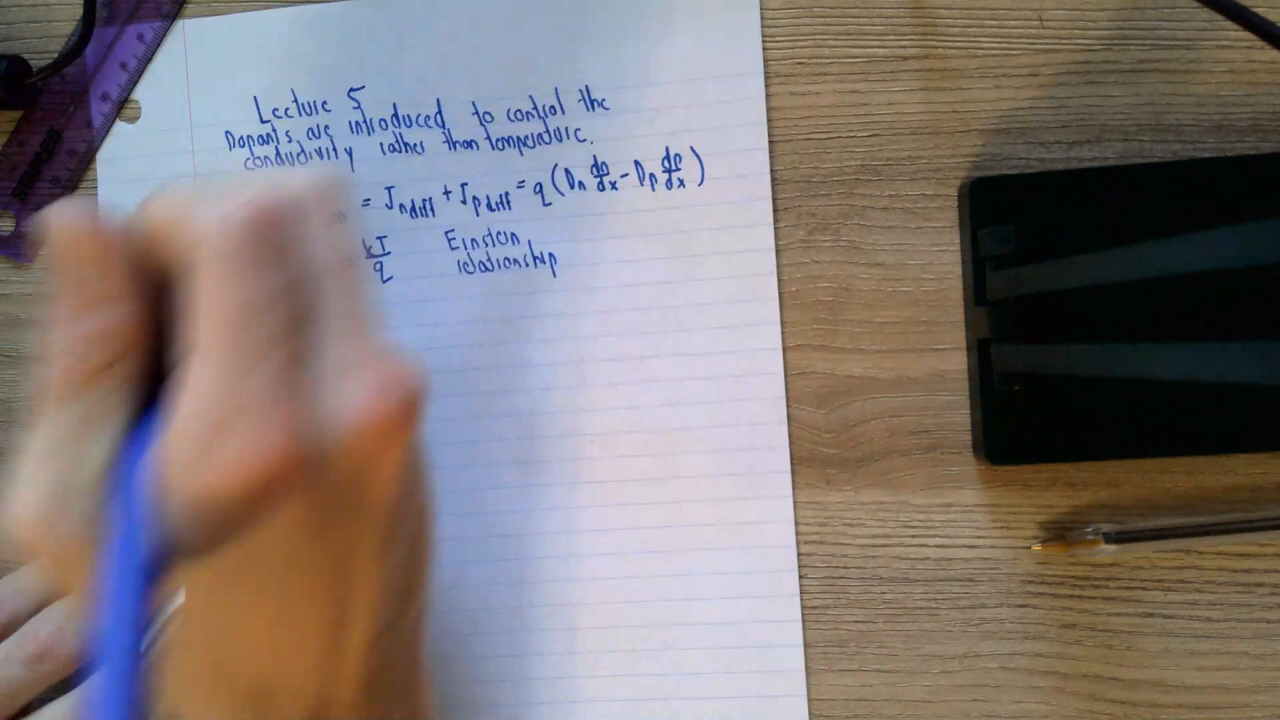 Lecture 5
Dopants are introduced to control the
conductivity rather than temperature.
n = J_n diff + J_p diff = q (D_n dn/dx - D_p dp/dx)
kT/q Einstein
relationship